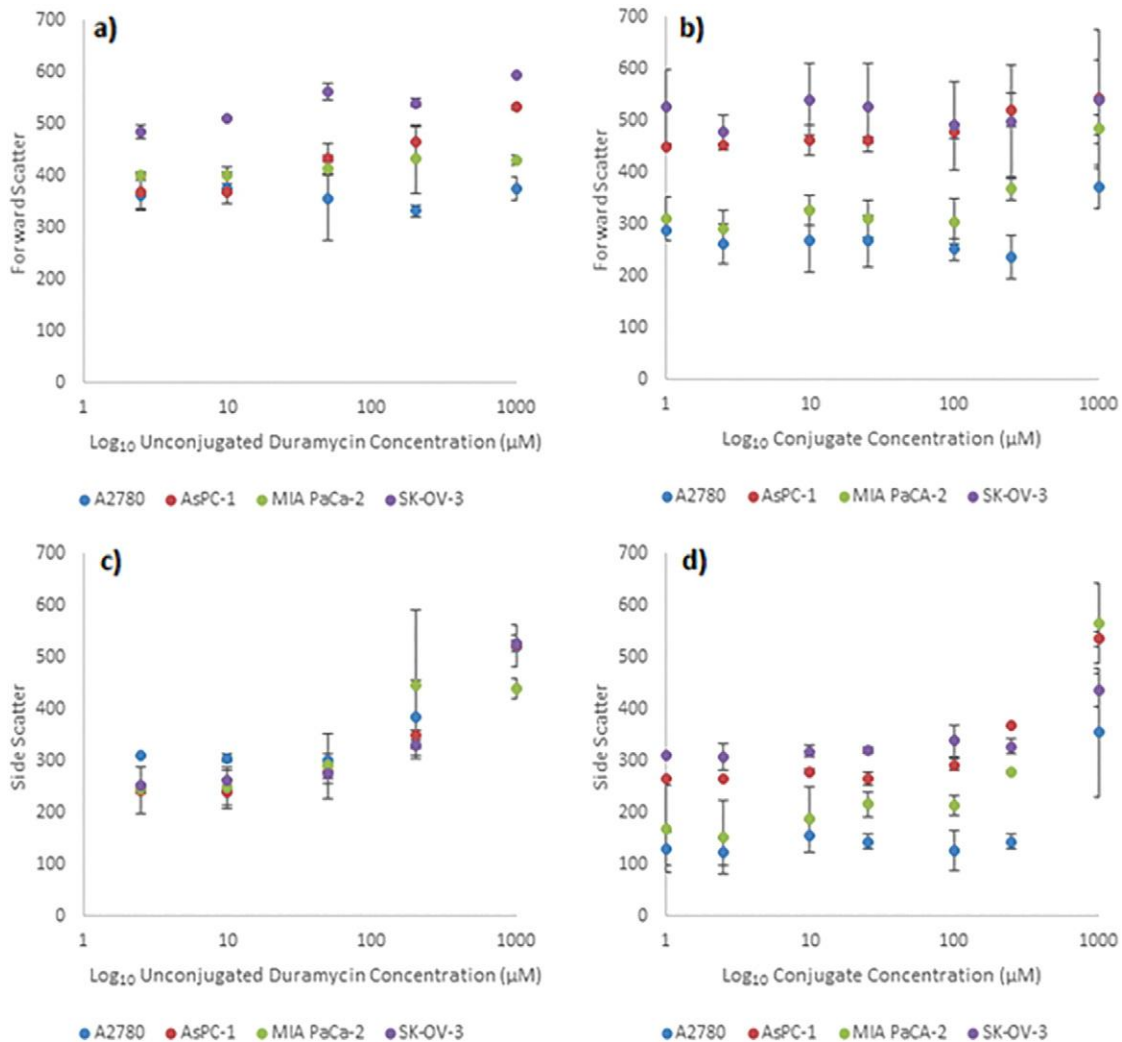 a)
700
600
500
400
300
200
100
0
Forward Scatter
1 10 100 1000
Log₁₀ Unconjugated Duramycin Concentration (µM)
A2780 AsPC-1 MIA PaCa-2 SK-OV-3
b)
700
600
500
400
300
200
100
0
Forward Scatter
1 10 100 1000
Log₁₀ Conjugate Concentration (µM)
A2780 AsPC-1 MIA PaCA-2 SK-OV-3
c)
700
600
500
400
300
200
100
0
Side Scatter
1 10 100 1000
Log₁₀ Unconjugated Duramycin Concentration (µM)
A2780 AsPC-1 MIA PaCa-2 SK-OV-3
d)
700
600
500
400
300
200
100
0
Side Scatter
1 10 100 1000
Log₁₀ Conjugate Concentration (µM)
A2780 AsPC-1 MIA PaCA-2 SK-OV-3